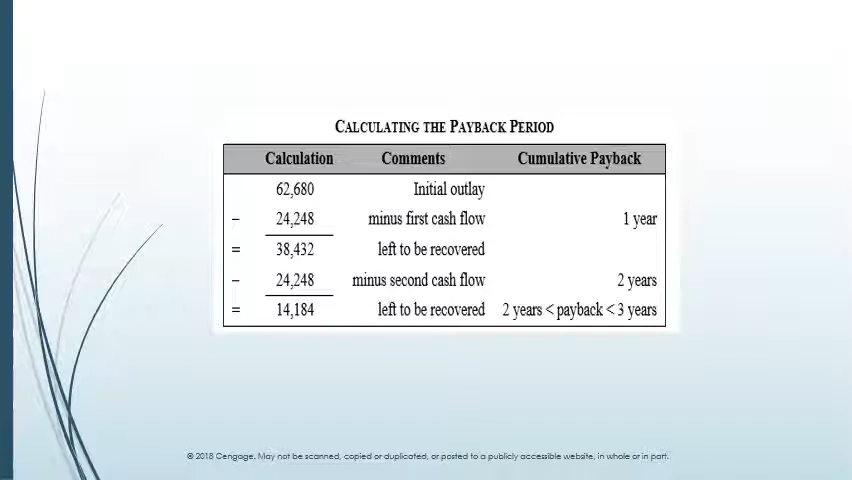 CALCULATING THE PAYBACK PERIOD
Calculation Comments Cumulative Payback
62,680 Initial outlay
– 24,248 minus first cash flow 1 year
= 38,432 left to be recovered
– 24,248 minus second cash flow 2 years
= 14,184 left to be recovered 2 years < payback < 3 years
© 2018 Cengage. May not be scanned, copied or duplicated, or posted to a publicly accessible website, in whole or in part.